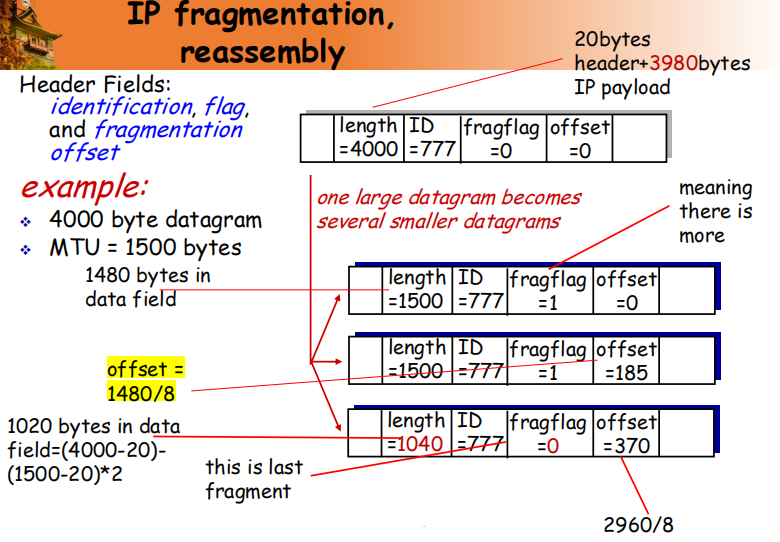 IP fragmentation,
reassembly
20bytes
header+3980bytes
IP payload
Header Fields:
identification, flag,
and fragmentation
offset
length ID fragflag offset
=4000 =777 =0 =0
example:
4000 byte datagram
MTU = 1500 bytes
one large datagram becomes
several smaller datagrams
meaning
there is
more
1480 bytes in
data field
length ID fragflag offset
=1500 =777 =1 =0
offset =
1480/8
length ID fragflag offset
=1500 =777 =1 =185
1020 bytes in data
field=(4000-20)-
(1500-20)*2
length ID fragflag offset
=1040 =777 =0 =370
this is last
fragment
2960/8